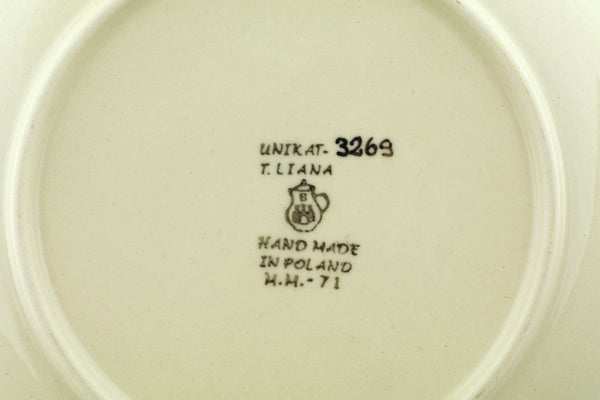 UNIKAT- 3269
T. LIANA
B
HAND MADE
IN POLAND
M.M.-71